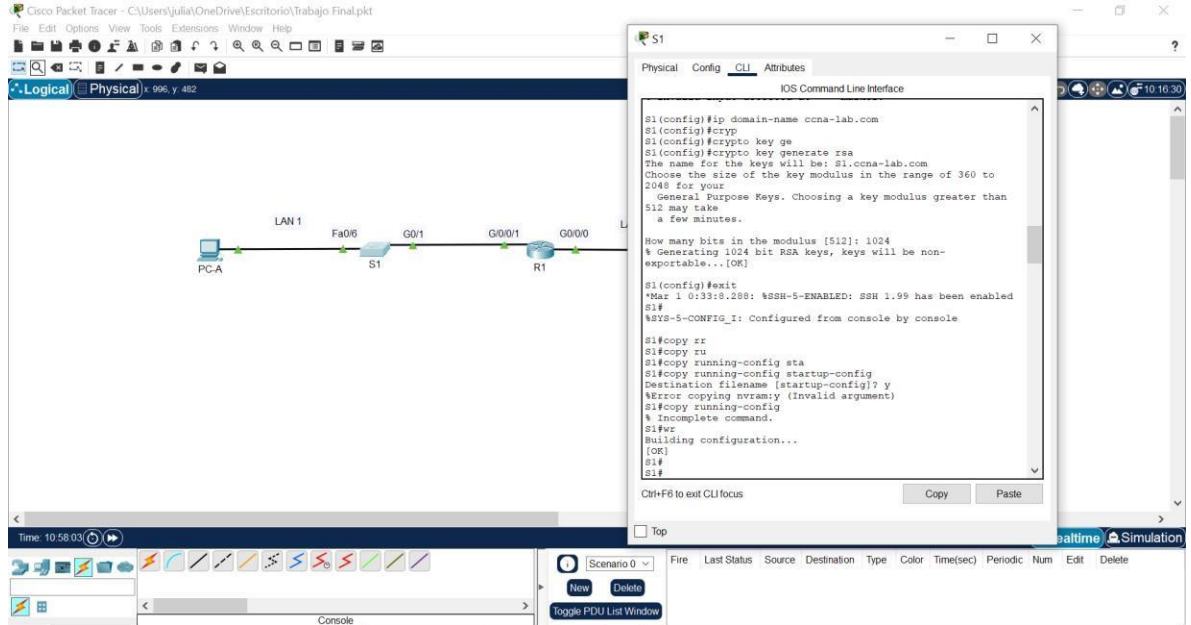 Cisco Packet Tracer - C:\Users\julia\OneDrive\Escritorio\Trabajo Final.pkt
File Edit Options View Tools Extensions Window Help
?
Logical Physical x: 996, y: 482
10:16:30
LAN 1
Fa0/6 G0/1 G/0/0/1 G0/0/0
PC-A S1 R1
S1
Physical Config CLI Attributes
IOS Command Line Interface
S1(config)#ip domain-name ccna-lab.com
S1(config)#cryp
S1(config)#crypto key ge
S1(config)#crypto key generate rsa
The name for the keys will be: S1.ccna-lab.com
Choose the size of the key modulus in the range of 360 to
2048 for your
General Purpose Keys. Choosing a key modulus greater than
512 may take
a few minutes.
How many bits in the modulus [512]: 1024
% Generating 1024 bit RSA keys, keys will be non-
exportable...[OK]
S1(config)#exit
*Mar 1 0:33:8.288: %SSH-5-ENABLED: SSH 1.99 has been enabled
S1#
%SYS-5-CONFIG_I: Configured from console by console
S1#copy rr
S1#copy ru
S1#copy running-config sta
S1#copy running-config startup-config
Destination filename [startup-config]? y
%Error copying nvram:y (Invalid argument)
S1#copy running-config
% Incomplete command.
S1#wr
Building configuration...
[OK]
S1#
S1#
Ctrl+F6 to exit CLI focus
Copy Paste
Top
Time: 10:58:03
Realtime Simulation
Scenario 0
New Delete
Toggle PDU List Window
Fire Last Status Source Destination Type Color Time(sec) Periodic Num Edit Delete
Console